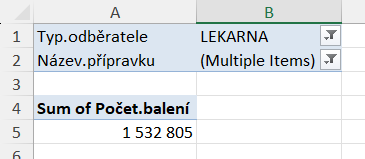 A B
1 Typ.odběratele LEKARNA
2 Název.přípravku (Multiple Items)
3
4 Sum of Počet.balení
5 1 532 805